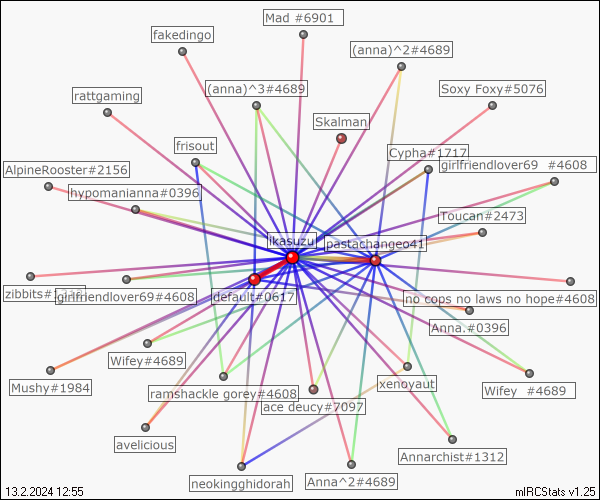 Mad #6901
fakedingo
(anna)^2#4689
(anna)^3#4689
Soxy Foxy#5076
rattgaming
Skalman
frisout
Cypha#1717
girlfriendlover69 #4608
AlpineRooster#2156
hypomanianna#0396
Toucan#2473
ikasuzu
pastachangeo41
zibbits#
girlfriendlover69#4608
default#0617
no cops no laws no hope#4608
Anna.#0396
Wifey#4689
Mushy#1984
ramshackle gorey#4608
xenoyaut
Wifey #4689
ace deucy#7097
avelicious
Annarchist#1312
neokingghidorah
Anna^2#4689
13.2.2024 12:55
mIRCStats v1.25